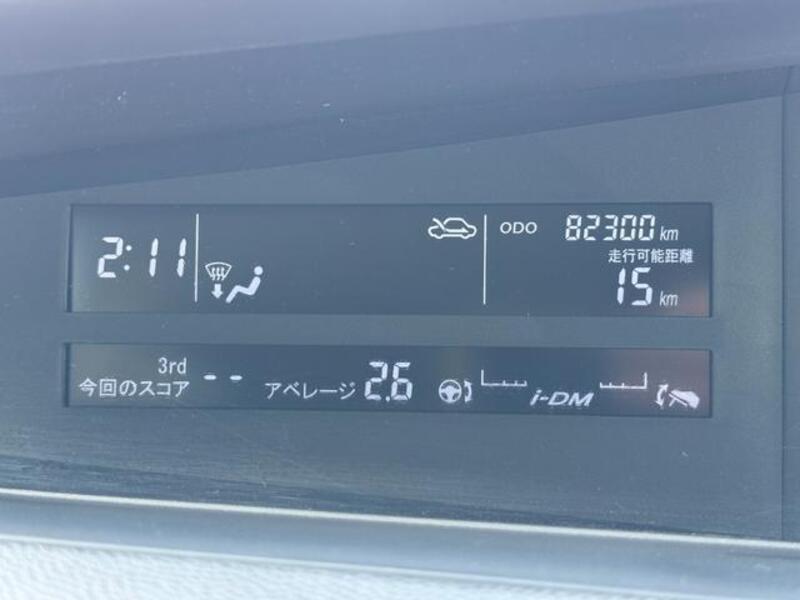 2:11
ODO 82300 km
走行可能距離
15 km
3rd
今回のスコア -- アベレージ 2.6 i-DM